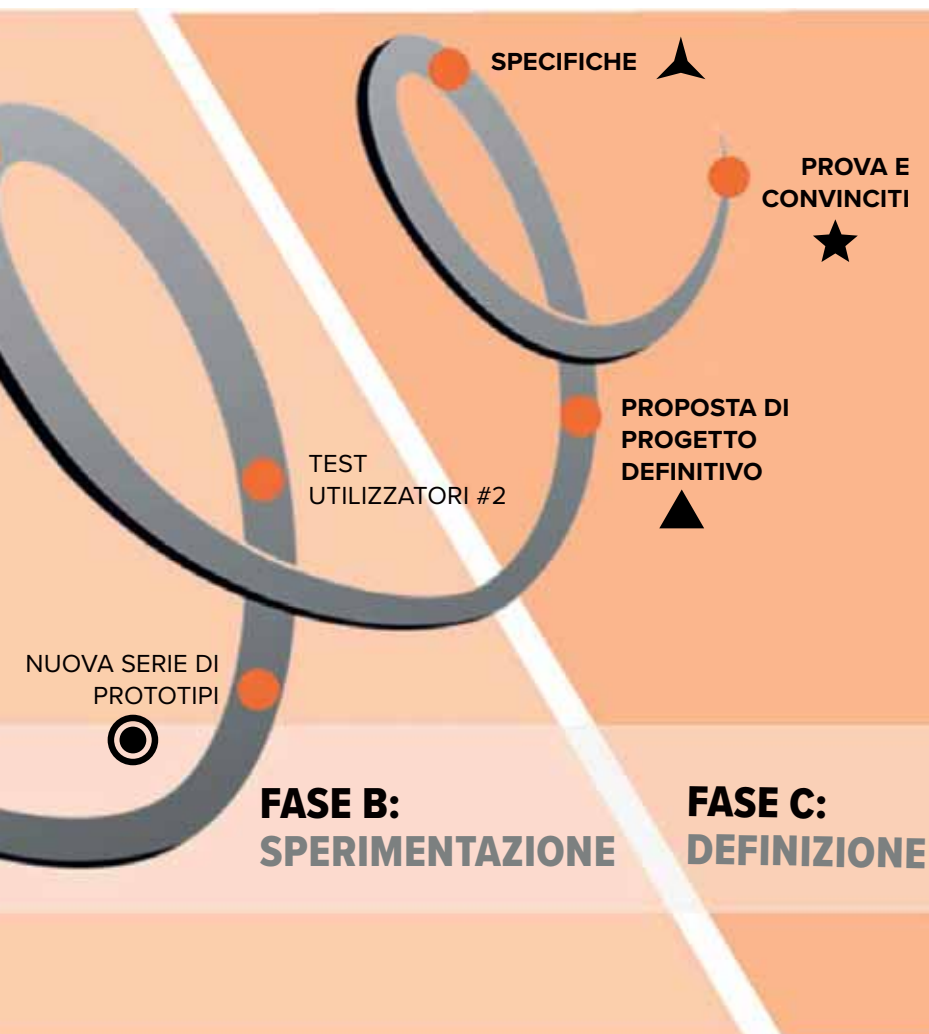 SPECIFICHE
PROVA E
CONVINCITI
PROPOSTA DI
PROGETTO
DEFINITIVO
TEST
UTILIZZATORI #2
NUOVA SERIE DI
PROTOTIPI
FASE B:
SPERIMENTAZIONE
FASE C:
DEFINIZIONE